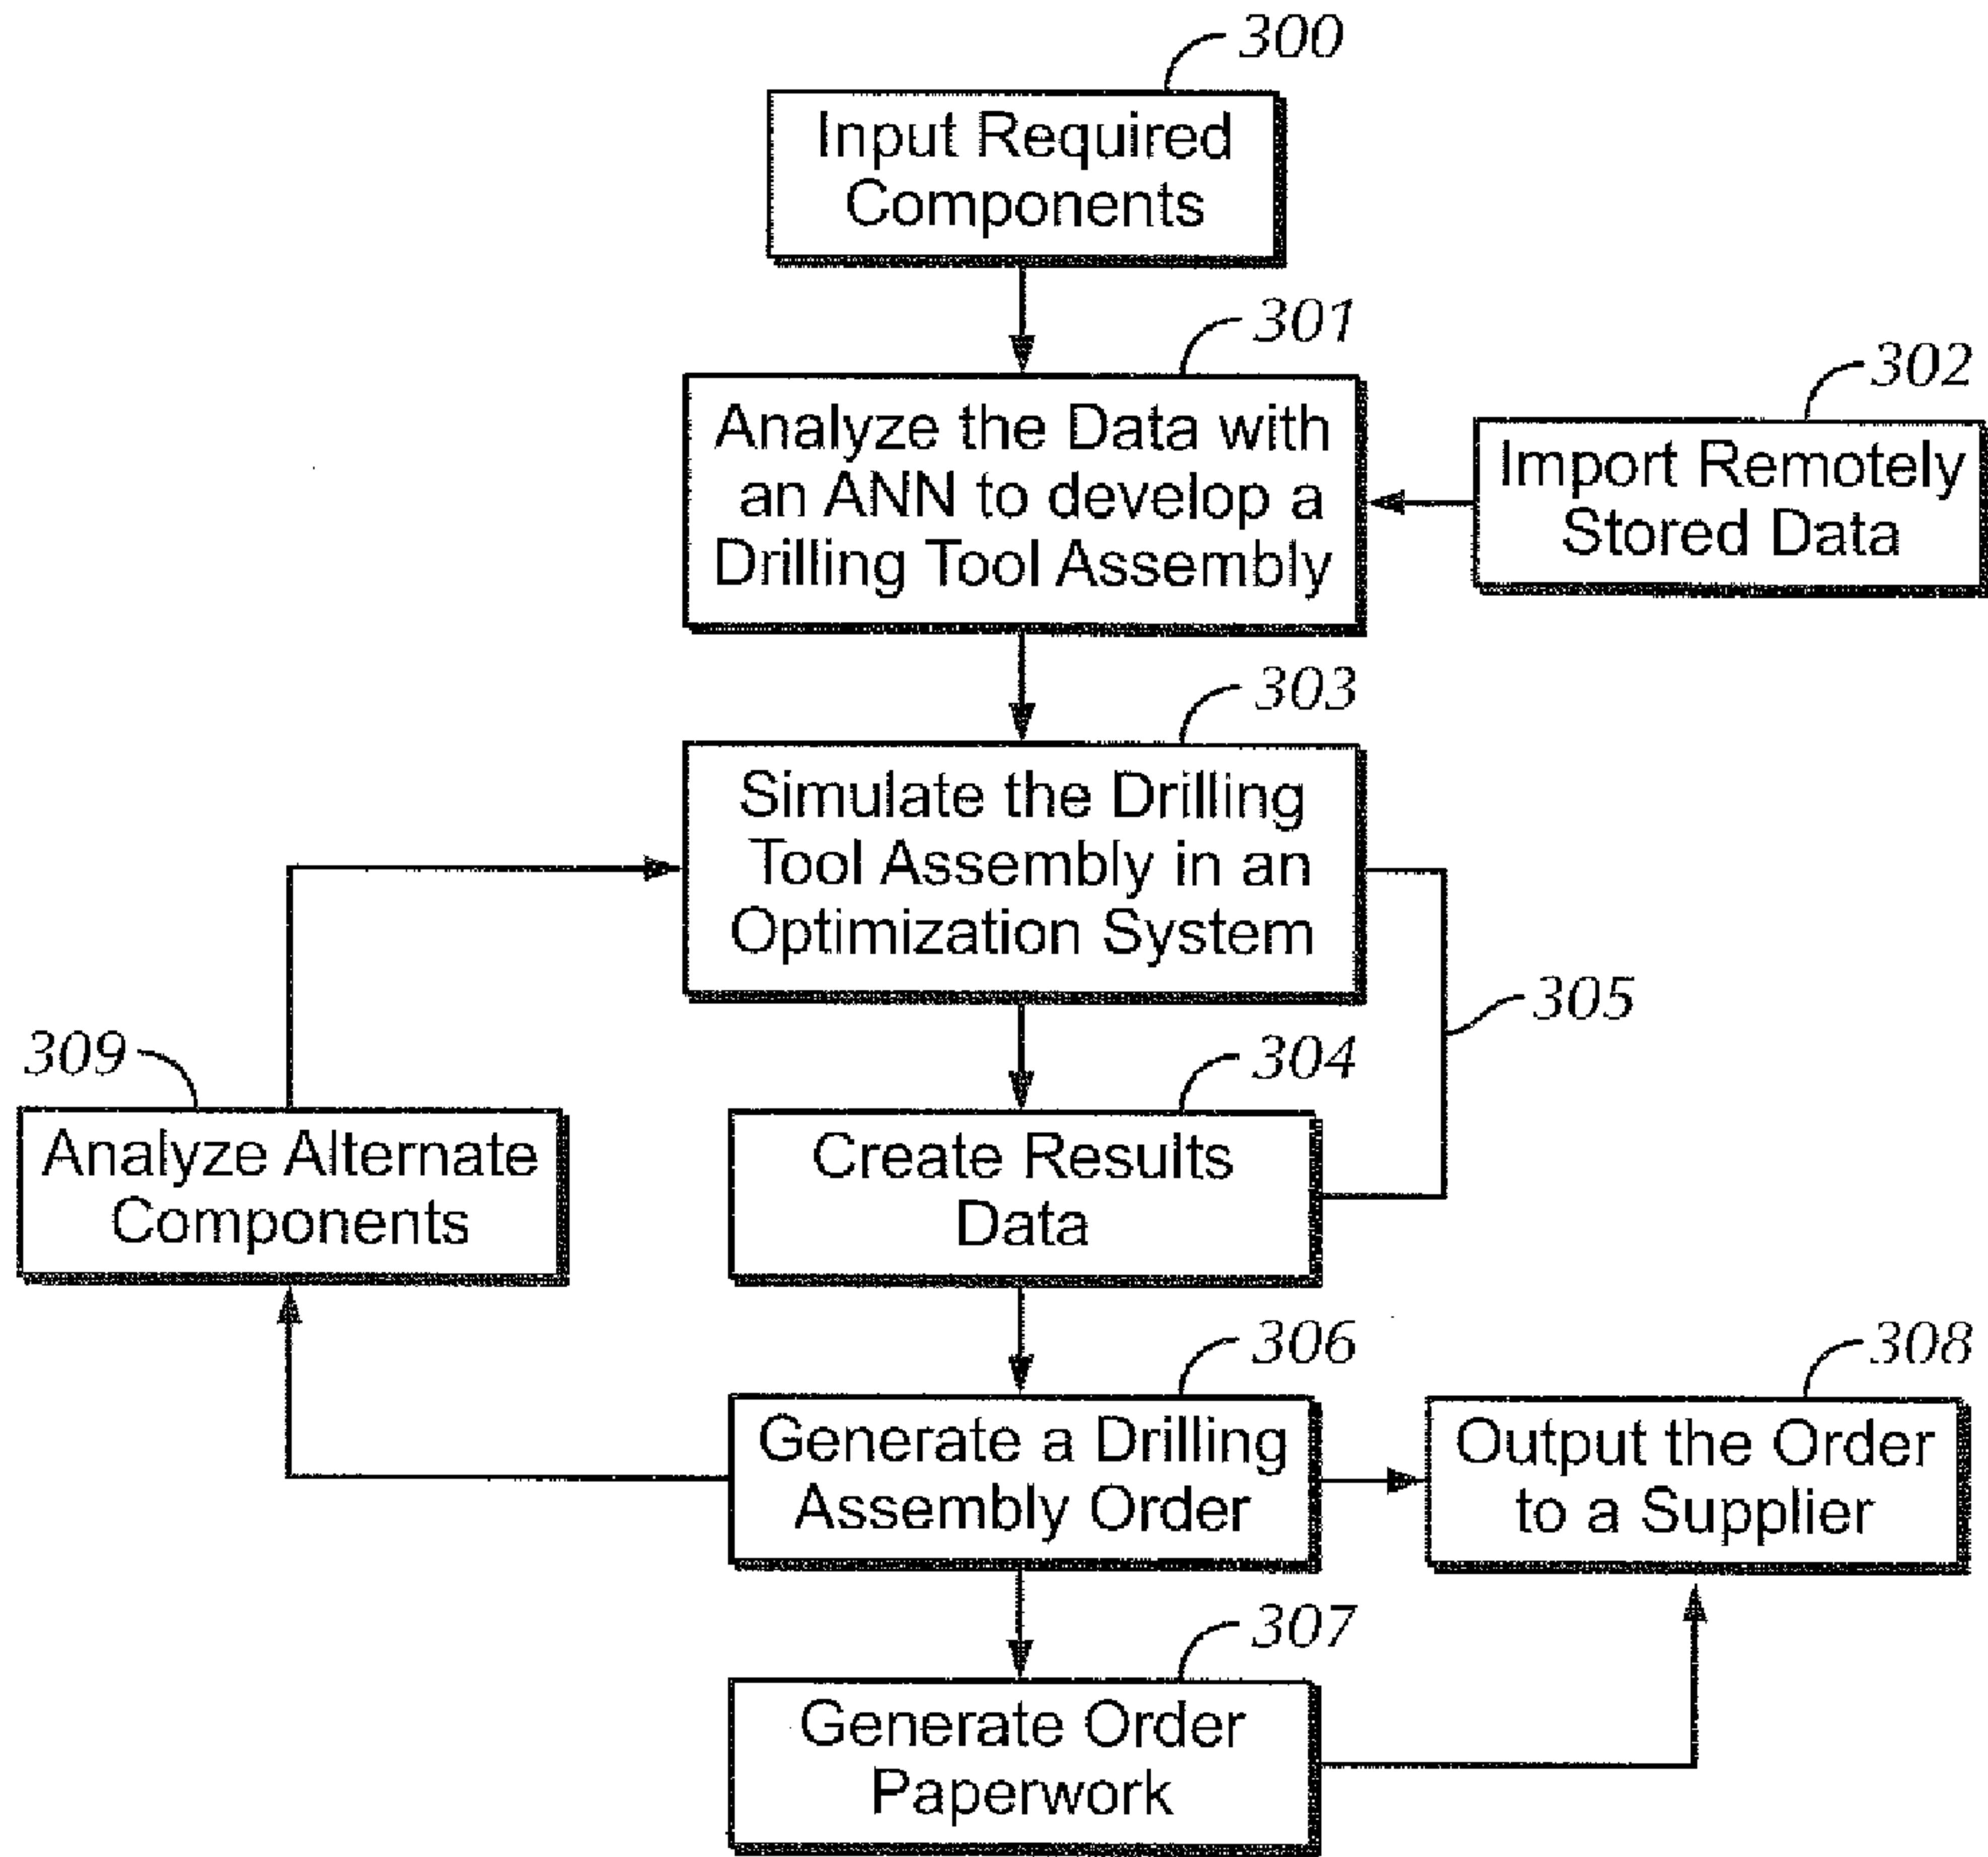 300
Input Required
Components
301
Analyze the Data with
an ANN to develop a
Drilling Tool Assembly
302
Import Remotely
Stored Data
303
Simulate the Drilling
Tool Assembly in an
Optimization System
305
309
Analyze Alternate
Components
304
Create Results
Data
306
Generate a Drilling
Assembly Order
308
Output the Order
to a Supplier
307
Generate Order
Paperwork